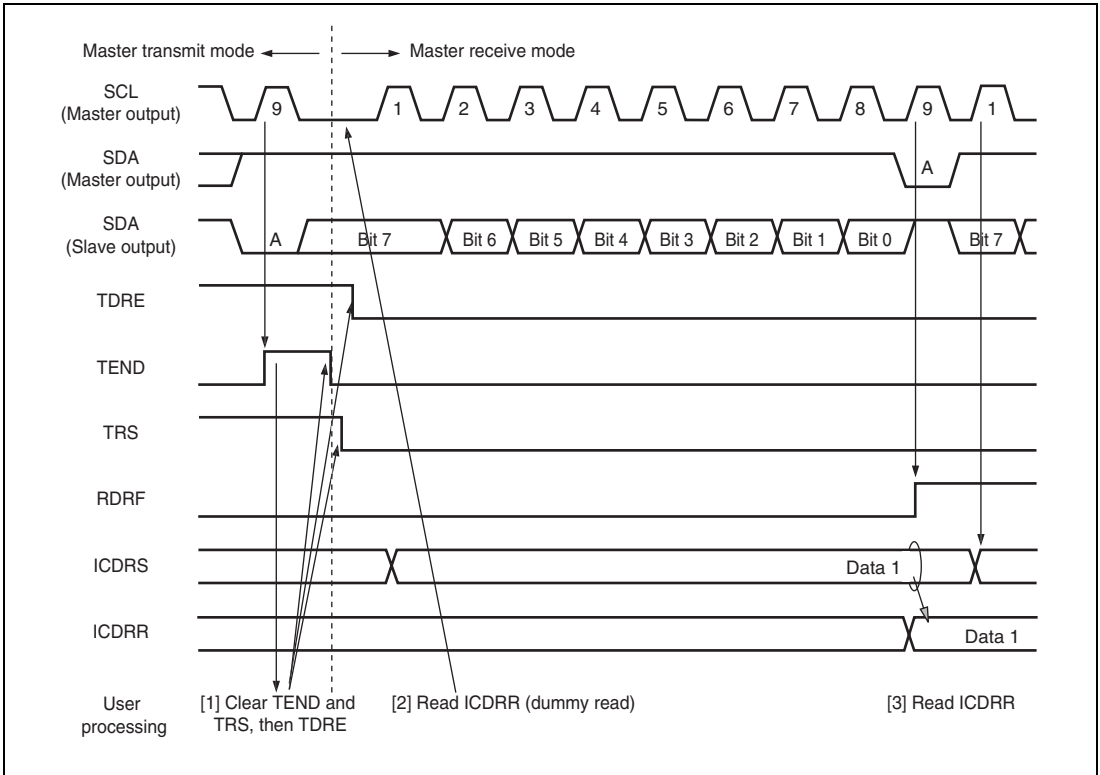 Master transmit mode
Master receive mode
SCL
(Master output)
9
1
2
3
4
5
6
7
8
9
1
SDA
(Master output)
A
SDA
(Slave output)
A
Bit 7
Bit 6
Bit 5
Bit 4
Bit 3
Bit 2
Bit 1
Bit 0
Bit 7
TDRE
TEND
TRS
RDRF
ICDRS
Data 1
ICDRR
Data 1
User
processing
[1] Clear TEND and
TRS, then TDRE
[2] Read ICDRR (dummy read)
[3] Read ICDRR